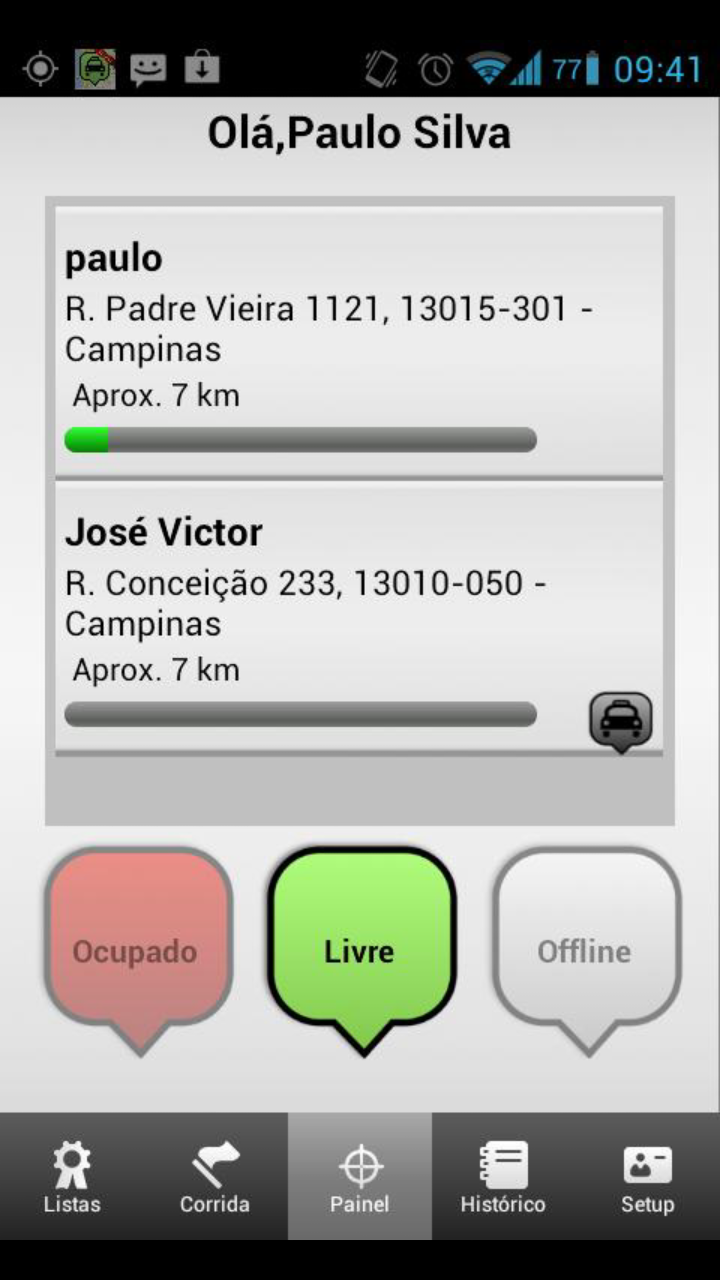 77 09:41
Olá,Paulo Silva
paulo
R. Padre Vieira 1121, 13015-301 -
Campinas
Aprox. 7 km
José Victor
R. Conceição 233, 13010-050 -
Campinas
Aprox. 7 km
Ocupado Livre Offline
Listas Corrida Painel Histórico Setup